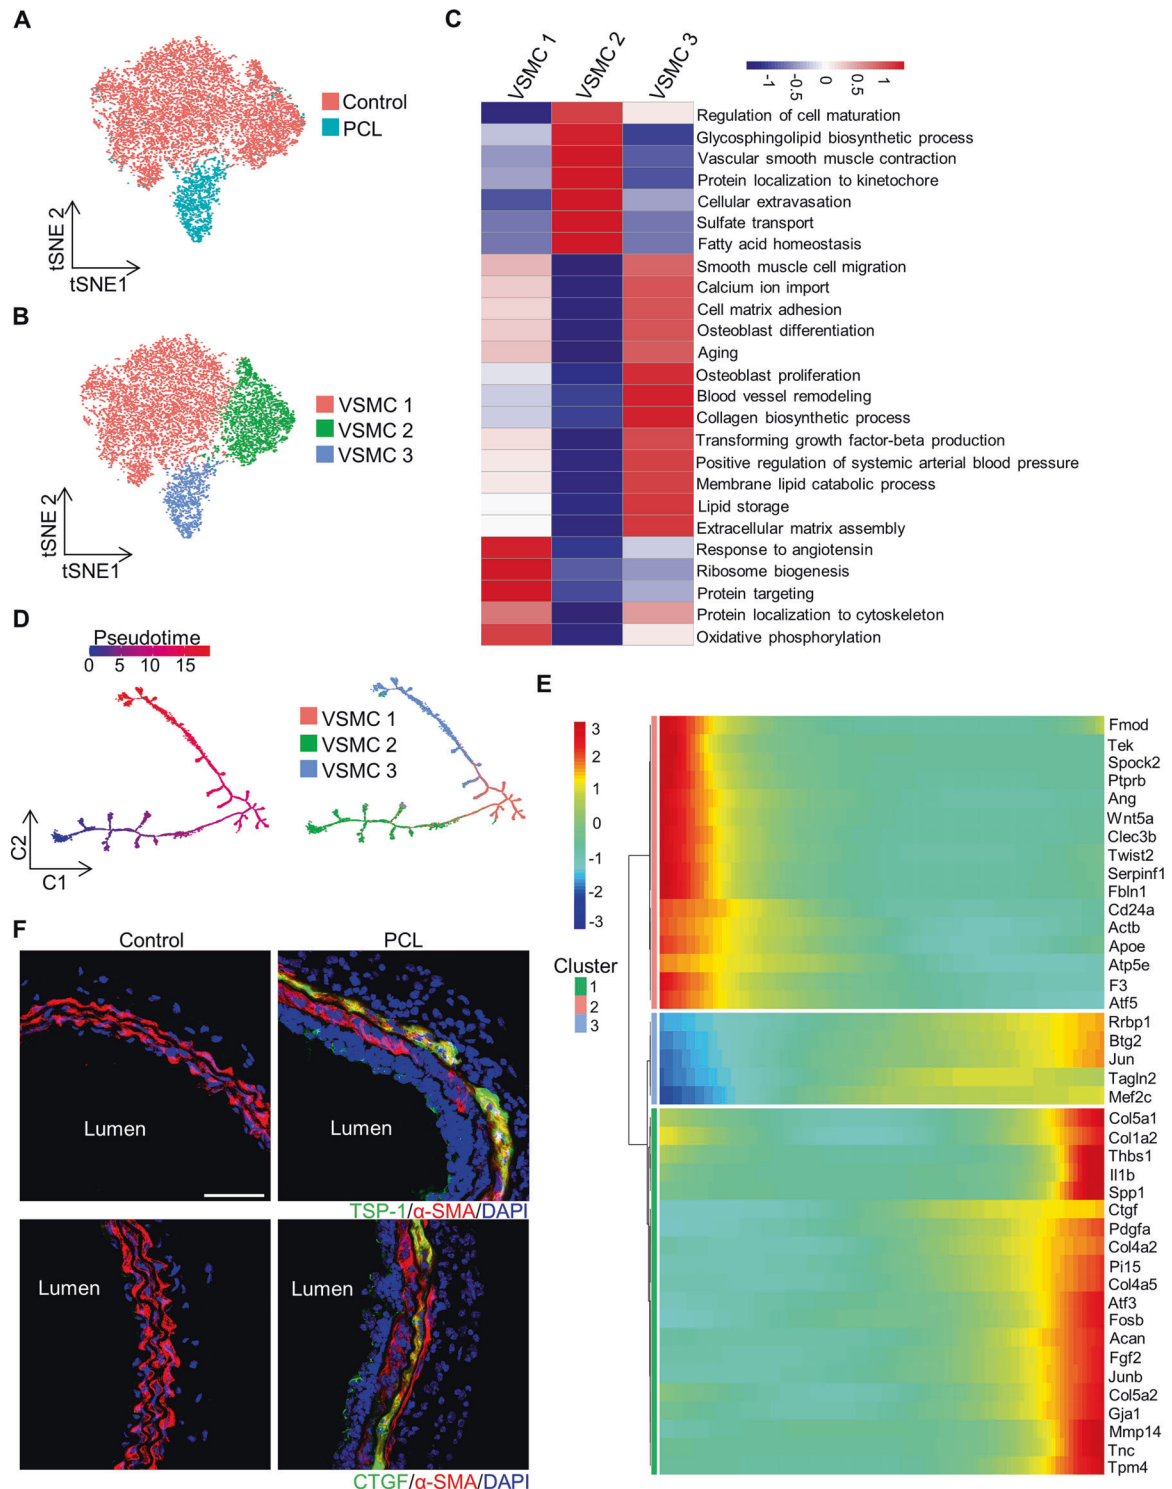 A
Control
PCL
tSNE 2
tSNE1
B
VSMC 1
VSMC 2
VSMC 3
tSNE 2
tSNE1
C
VSMC 1
VSMC 2
VSMC 3
-1 -0.5 0 0.5 1
Regulation of cell maturation
Glycosphingolipid biosynthetic process
Vascular smooth muscle contraction
Protein localization to kinetochore
Cellular extravasation
Sulfate transport
Fatty acid homeostasis
Smooth muscle cell migration
Calcium ion import
Cell matrix adhesion
Osteoblast differentiation
Aging
Osteoblast proliferation
Blood vessel remodeling
Collagen biosynthetic process
Transforming growth factor-beta production
Positive regulation of systemic arterial blood pressure
Membrane lipid catabolic process
Lipid storage
Extracellular matrix assembly
Response to angiotensin
Ribosome biogenesis
Protein targeting
Protein localization to cytoskeleton
Oxidative phosphorylation
D
Pseudotime
0 5 10 15
VSMC 1
VSMC 2
VSMC 3
C2
C1
E
3
2
1
0
-1
-2
-3
Cluster
1
2
3
Fmod
Tek
Spock2
Ptprb
Ang
Wnt5a
Clec3b
Twist2
Serpinf1
Fbln1
Cd24a
Actb
Apoe
Atp5e
F3
Atf5
Rrbp1
Btg2
Jun
Tagln2
Mef2c
Col5a1
Col1a2
Thbs1
Il1b
Spp1
Ctgf
Pdgfa
Col4a2
Pi15
Col4a5
Atf3
Fosb
Acan
Fgf2
Junb
Col5a2
Gja1
Mmp14
Tnc
Tpm4
F
Control
PCL
Lumen
Lumen
TSP-1/α-SMA/DAPI
Lumen
Lumen
CTGF/α-SMA/DAPI